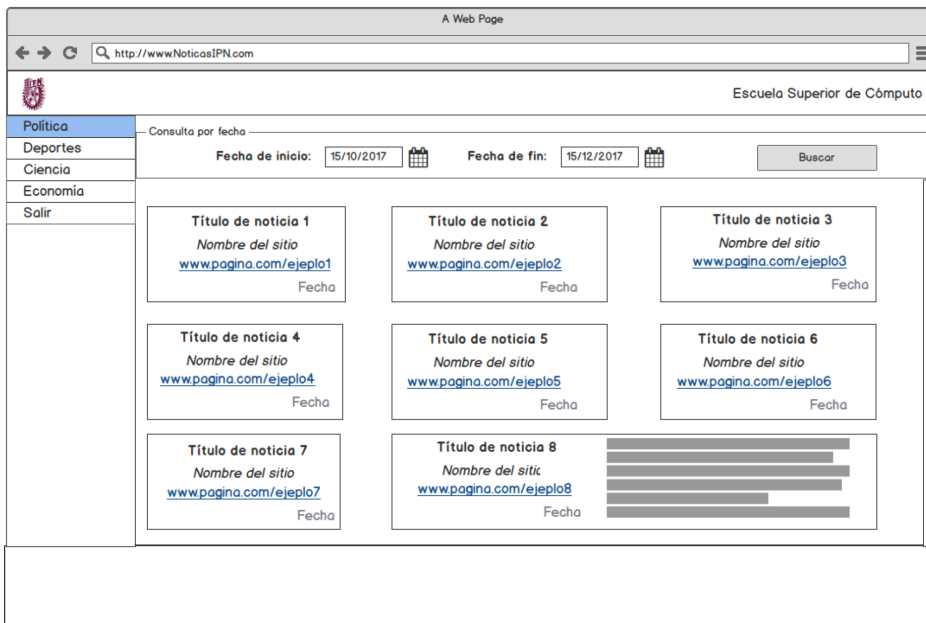 A Web Page
http://www.NoticasIPN.com
Escuela Superior de Cómputo
Política
Deportes
Ciencia
Economía
Salir
Consulta por fecha
Fecha de inicio: 15/10/2017 Fecha de fin: 15/12/2017 Buscar
Título de noticia 1
Nombre del sitio
www.pagina.com/ejeplo1
Fecha
Título de noticia 2
Nombre del sitio
www.pagina.com/ejeplo2
Fecha
Título de noticia 3
Nombre del sitio
www.pagina.com/ejeplo3
Fecha
Título de noticia 4
Nombre del sitio
www.pagina.com/ejeplo4
Fecha
Título de noticia 5
Nombre del sitio
www.pagina.com/ejeplo5
Fecha
Título de noticia 6
Nombre del sitio
www.pagina.com/ejeplo6
Fecha
Título de noticia 7
Nombre del sitio
www.pagina.com/ejeplo7
Fecha
Título de noticia 8
Nombre del sitic
www.pagina.com/ejeplo8
Fecha